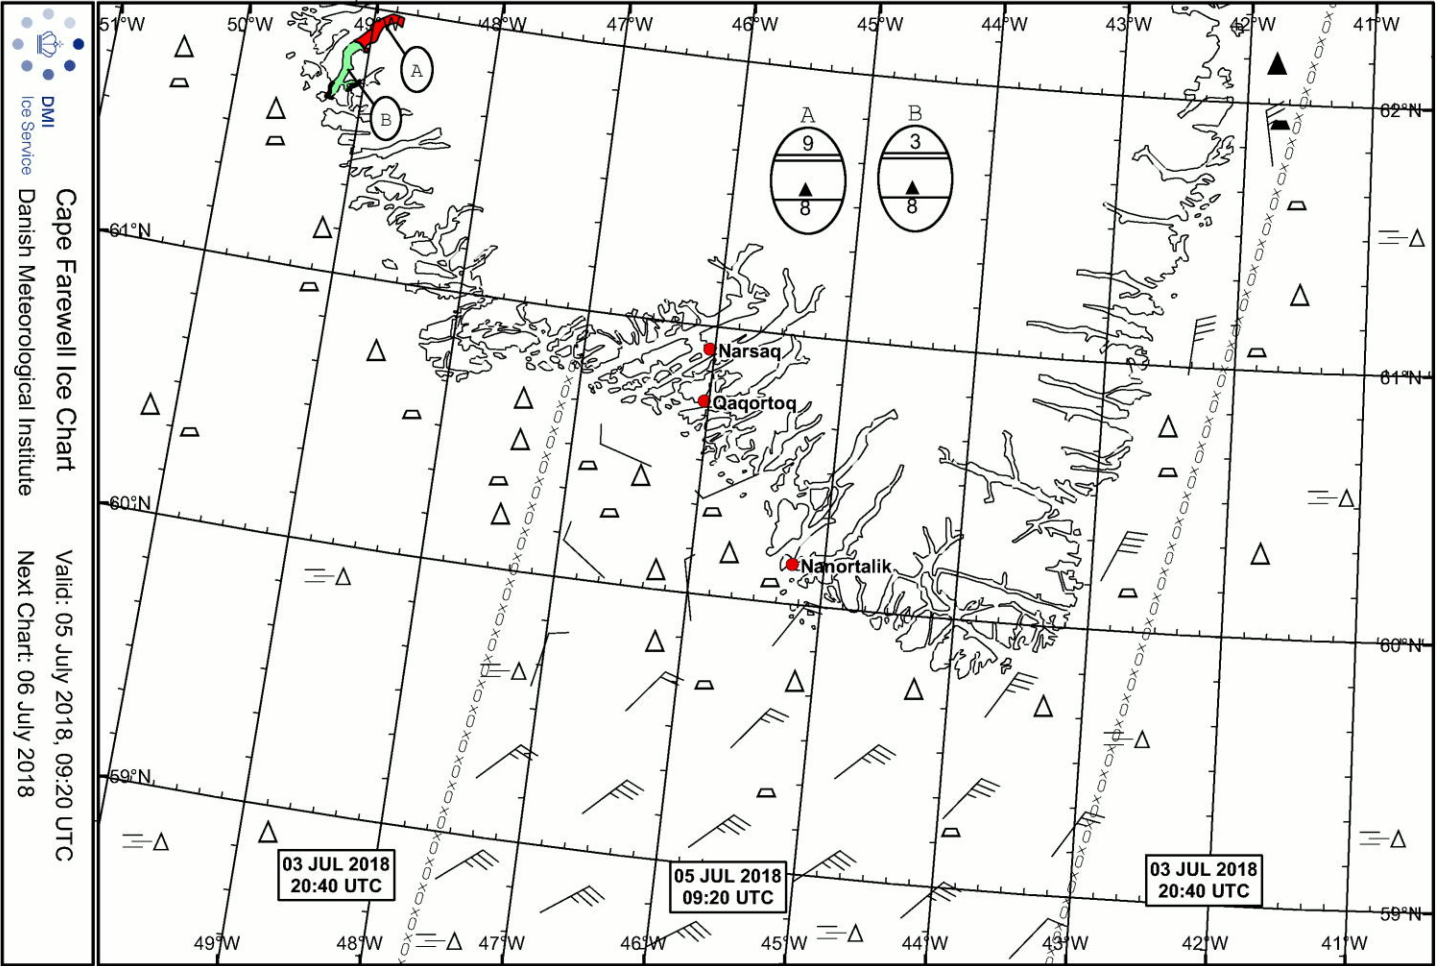 DMI
Ice Service
Cape Farewell Ice Chart
Danish Meteorological Institute
Valid: 05 July 2018, 09:20 UTC
Next Chart: 06 July 2018
51°W 50°W 49°W 48°W 47°W 46°W 45°W 44°W 43°W 42°W 41°W
62°N
A
B
A
9
8
B
3
8
61°N
61°N
Narsaq
Qaqortoq
60°N
Nanortalik
60°N
59°N
03 JUL 2018
20:40 UTC
05 JUL 2018
09:20 UTC
03 JUL 2018
20:40 UTC
59°N
49°W 48°W 47°W 46°W 45°W 44°W 43°W 42°W 41°W